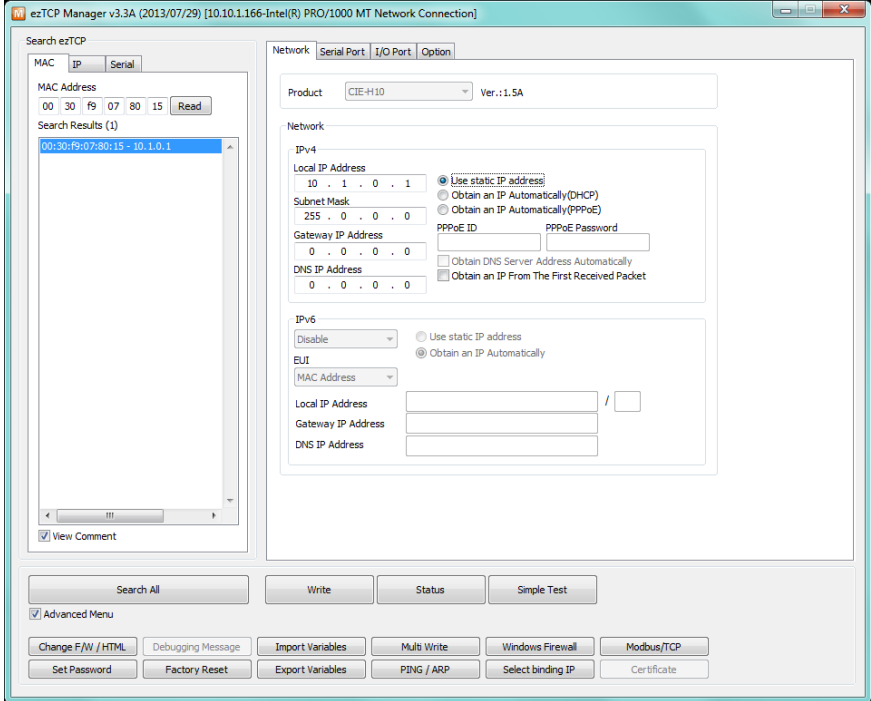 ezTCP Manager v3.3A (2013/07/29) [10.10.1.166-Intel(R) PRO/1000 MT Network Connection]
Search ezTCP
MAC IP Serial
MAC Address
00 30 f9 07 80 15 Read
Search Results (1)
00:30:f9:07:80:15 - 10.1.0.1
View Comment
Network Serial Port I/O Port Option
Product CIE-H10 Ver.:1.5A
Network
IPv4
Local IP Address
10 . 1 . 0 . 1
Subnet Mask
255 . 0 . 0 . 0
Gateway IP Address
0 . 0 . 0 . 0
DNS IP Address
0 . 0 . 0 . 0
Use static IP address
Obtain an IP Automatically(DHCP)
Obtain an IP Automatically(PPPoE)
PPPoE ID PPPoE Password
Obtain DNS Server Address Automatically
Obtain an IP From The First Received Packet
IPv6
Disable
EUI
MAC Address
Use static IP address
Obtain an IP Automatically
Local IP Address /
Gateway IP Address
DNS IP Address
Search All Write Status Simple Test
Advanced Menu
Change F/W / HTML Debugging Message Import Variables Multi Write Windows Firewall Modbus/TCP
Set Password Factory Reset Export Variables PING / ARP Select binding IP Certificate